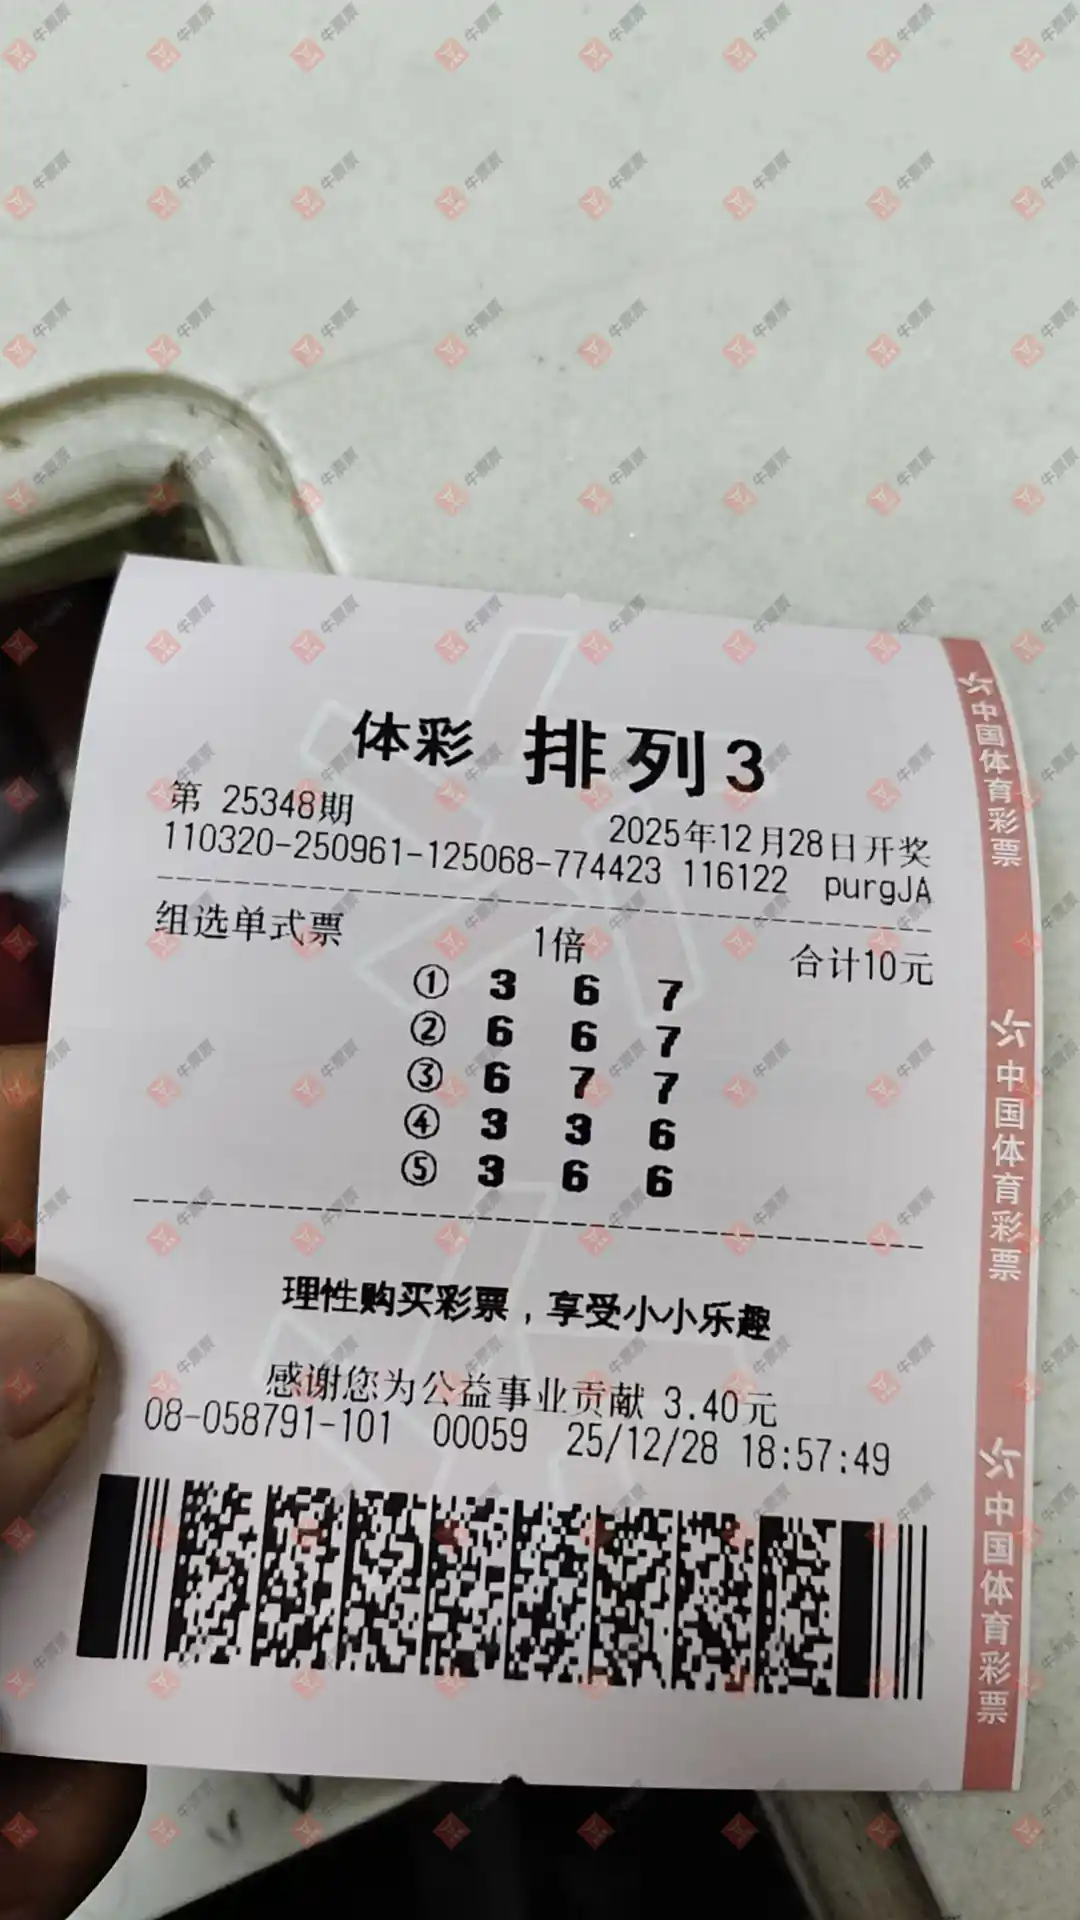 体彩 排列3
第 25348期 2025年12月28日开奖
110320-250961-125068-774423 116122 purgJA
组选单式票 1倍 合计10元
① 3 6 7
② 6 6 7
③ 6 7 7
④ 3 3 6
⑤ 3 6 6
理性购买彩票，享受小小乐趣
感谢您为公益事业贡献 3.40元
08-058791-101 00059 25/12/28 18:57:49
中国体育彩票
中国体育彩票
中国体育彩票
牛票票